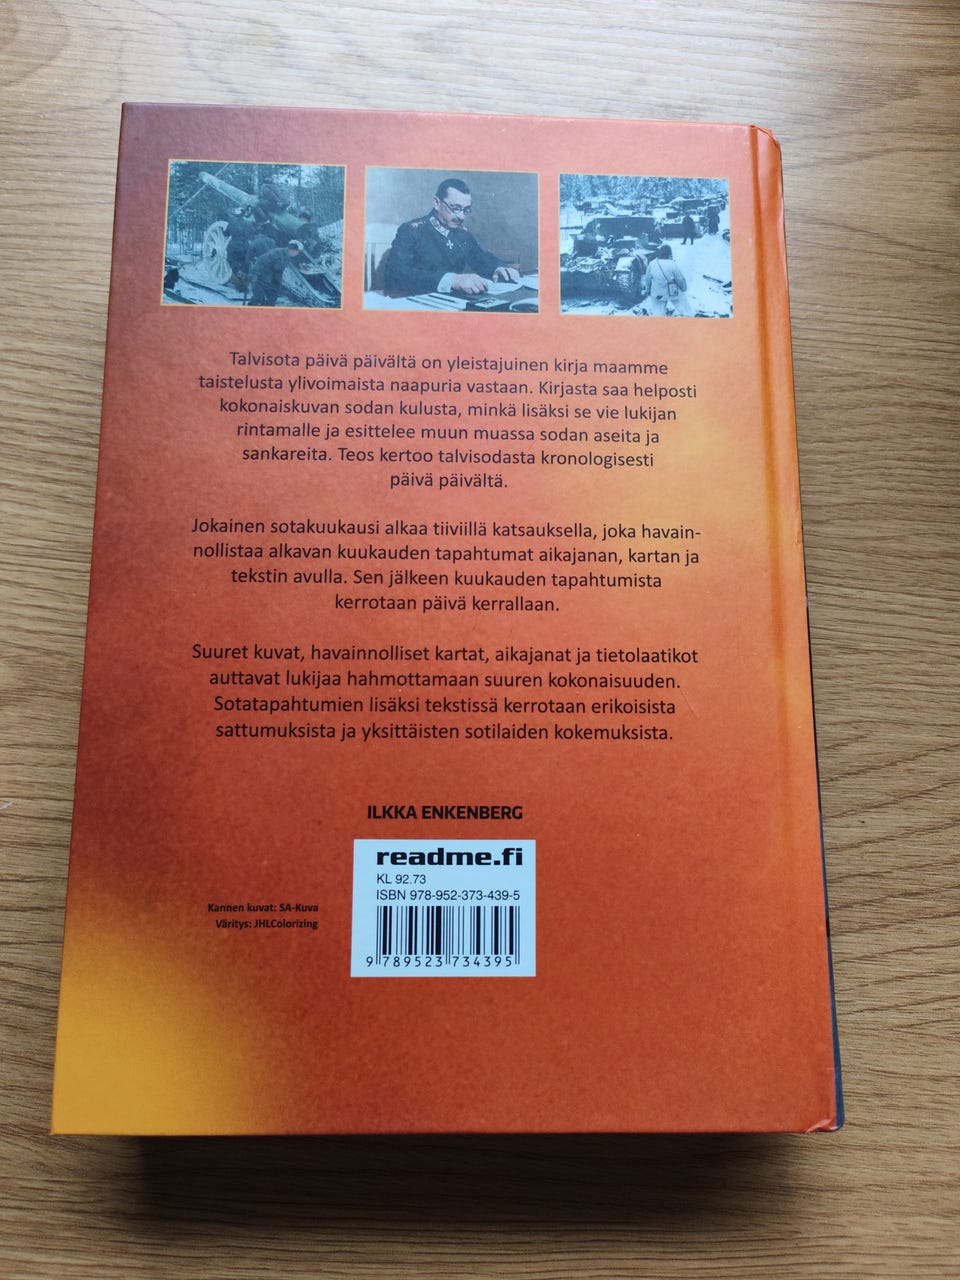 Talvisota päivä päivältä on yleistajuinen kirja maamme
taistelusta ylivoimaista naapuria vastaan. Kirjasta saa helposti
kokonaiskuvan sodan kulusta, minkä lisäksi se vie lukijan
rintamalle ja esittelee muun muassa sodan aseita ja
sankareita. Teos kertoo talvisodasta kronologisesti
päivä päivältä.
Jokainen sotakuukausi alkaa tiiviillä katsauksella, joka havain-
nollistaa alkavan kuukauden tapahtumat aikajanan, kartan ja
tekstin avulla. Sen jälkeen kuukauden tapahtumista
kerrotaan päivä kerrallaan.
Suuret kuvat, havainnolliset kartat, aikajanat ja tietolaatikot
auttavat lukijaa hahmottamaan suuren kokonaisuuden.
Sotatapahtumien lisäksi tekstissä kerrotaan erikoisista
sattumuksista ja yksittäisten sotilaiden kokemuksista.
ILKKA ENKENBERG
readme.fi
KL 92.73
ISBN 978-952-373-439-5
9 789523 734395
Kannen kuvat: SA-Kuva
Väritys: JHLColorizing